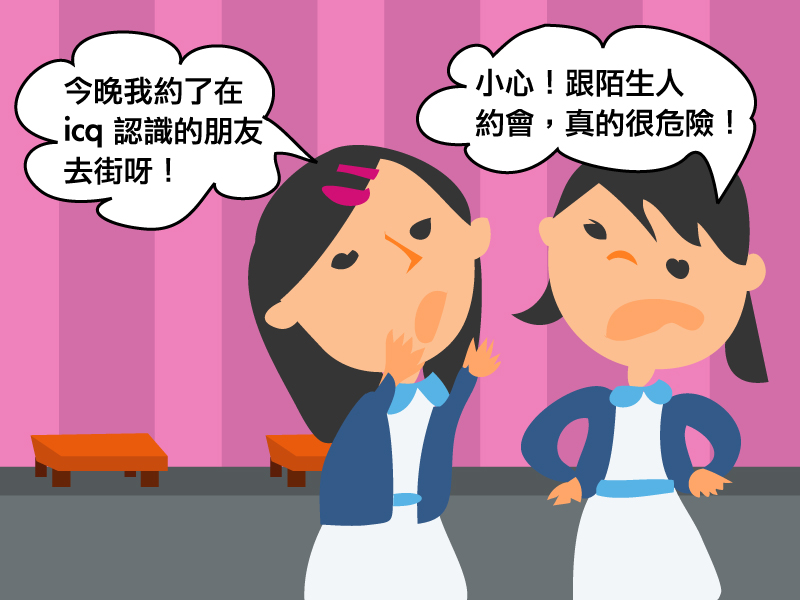 今晚我約了在
icq 認識的朋友
去街呀！
小心！跟陌生人
約會，真的很危險！